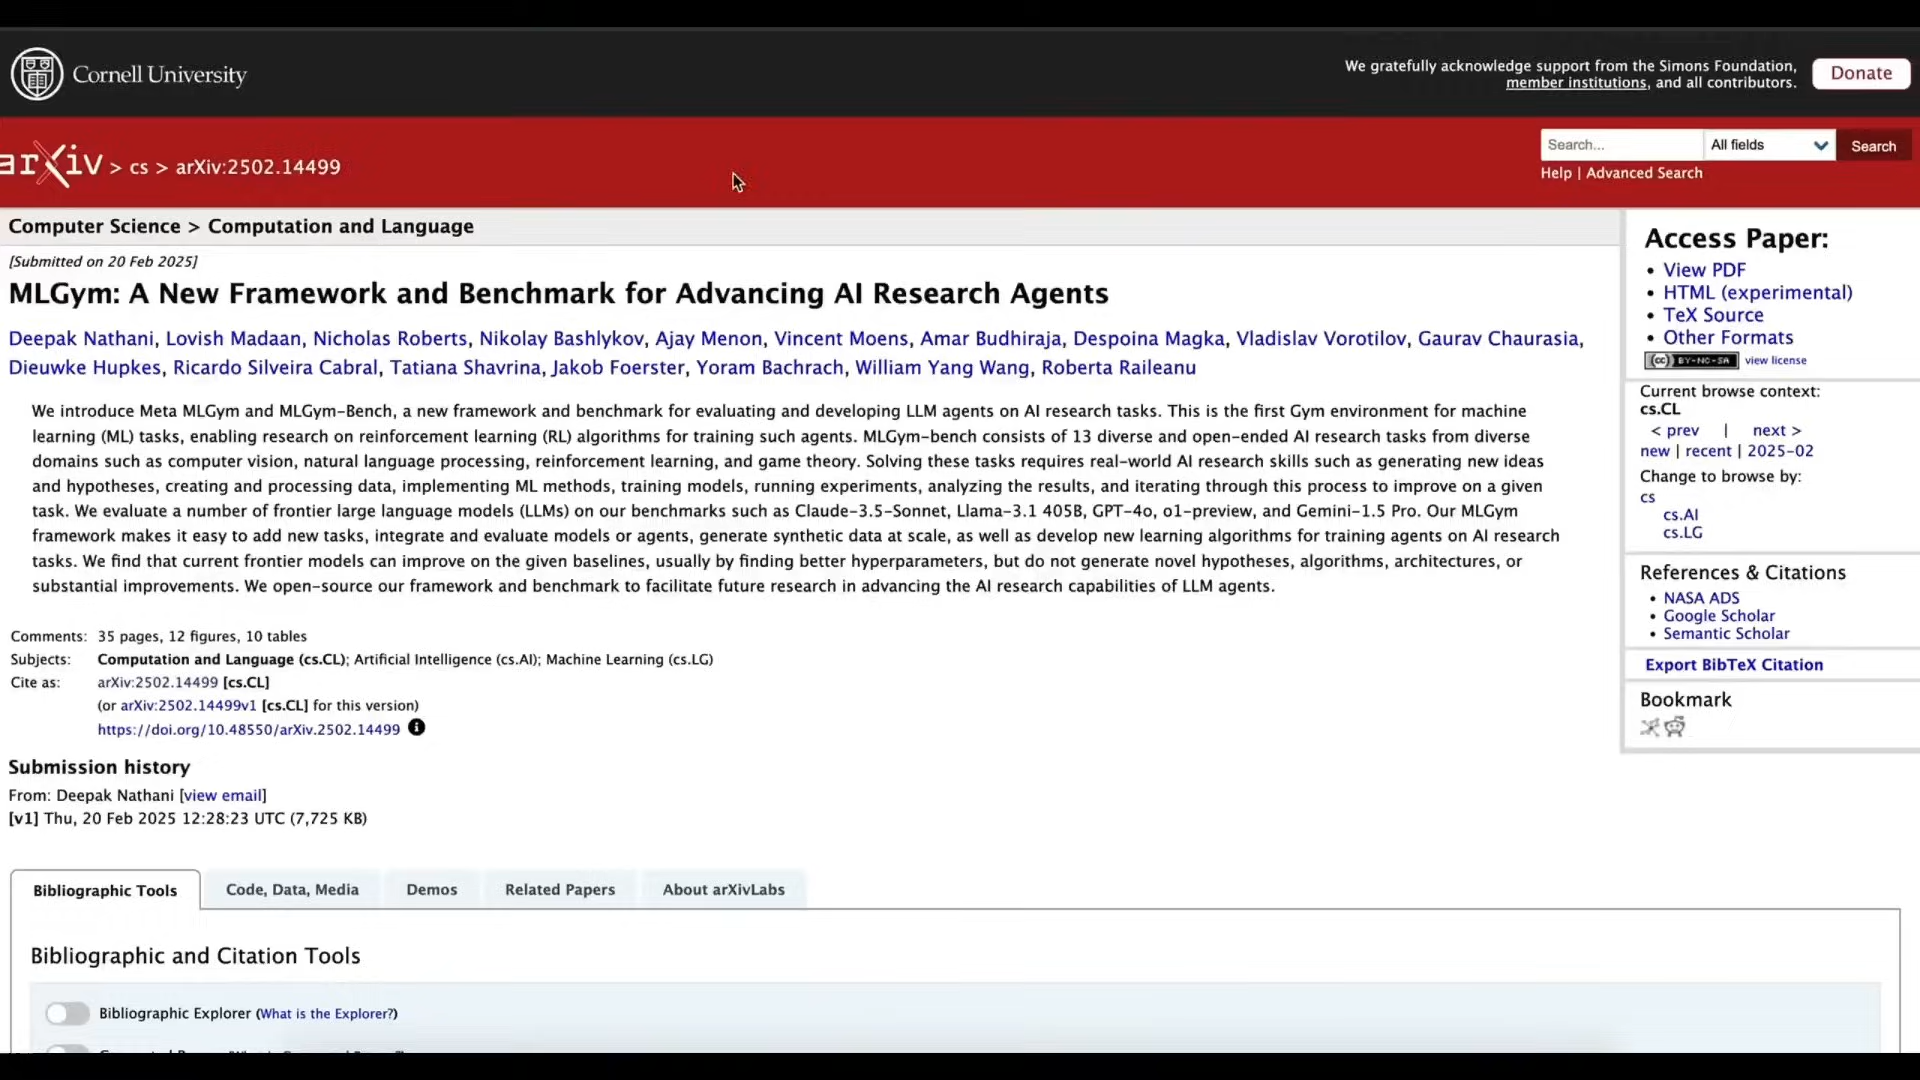 Cornell University
We gratefully acknowledge support from the Simons Foundation,
member institutions, and all contributors.
Donate
arXiv > cs > arXiv:2502.14499
Search...
All fields
Search
Help | Advanced Search
Computer Science > Computation and Language
[Submitted on 20 Feb 2025]
MLGym: A New Framework and Benchmark for Advancing AI Research Agents
Deepak Nathani, Lovish Madaan, Nicholas Roberts, Nikolay Bashlykov, Ajay Menon, Vincent Moens, Amar Budhiraja, Despoina Magka, Vladislav Vorotilov, Gaurav Chaurasia,
Dieuwke Hupkes, Ricardo Silveira Cabral, Tatiana Shavrina, Jakob Foerster, Yoram Bachrach, William Yang Wang, Roberta Raileanu
We introduce Meta MLGym and MLGym-Bench, a new framework and benchmark for evaluating and developing LLM agents on AI research tasks. This is the first Gym environment for machine
learning (ML) tasks, enabling research on reinforcement learning (RL) algorithms for training such agents. MLGym-bench consists of 13 diverse and open-ended AI research tasks from diverse
domains such as computer vision, natural language processing, reinforcement learning, and game theory. Solving these tasks requires real-world AI research skills such as generating new ideas
and hypotheses, creating and processing data, implementing ML methods, training models, running experiments, analyzing the results, and iterating through this process to improve on a given
task. We evaluate a number of frontier large language models (LLMs) on our benchmarks such as Claude-3.5-Sonnet, Llama-3.1 405B, GPT-4o, o1-preview, and Gemini-1.5 Pro. Our MLGym
framework makes it easy to add new tasks, integrate and evaluate models or agents, generate synthetic data at scale, as well as develop new learning algorithms for training agents on AI research
tasks. We find that current frontier models can improve on the given baselines, usually by finding better hyperparameters, but do not generate novel hypotheses, algorithms, architectures, or
substantial improvements. We open-source our framework and benchmark to facilitate future research in advancing the AI research capabilities of LLM agents.
Comments: 35 pages, 12 figures, 10 tables
Subjects: Computation and Language (cs.CL); Artificial Intelligence (cs.AI); Machine Learning (cs.LG)
Cite as: arXiv:2502.14499 [cs.CL]
(or arXiv:2502.14499v1 [cs.CL] for this version)
https://doi.org/10.48550/arXiv.2502.14499
Submission history
From: Deepak Nathani [view email]
[v1] Thu, 20 Feb 2025 12:28:23 UTC (7,725 KB)
Access Paper:
View PDF
HTML (experimental)
TeX Source
Other Formats
(cc) BY-NC-SA view license
Current browse context:
cs.CL
< prev | next >
new | recent | 2025-02
Change to browse by:
cs
cs.AI
cs.LG
References & Citations
NASA ADS
Google Scholar
Semantic Scholar
Export BibTeX Citation
Bookmark
Bibliographic Tools
Code, Data, Media
Demos
Related Papers
About arXivLabs
Bibliographic and Citation Tools
Bibliographic Explorer (What is the Explorer?)